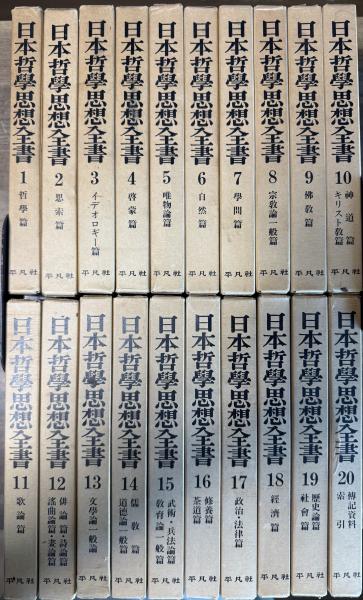 日本哲學思想全書
1
哲學篇
平凡社
日本哲學思想全書
2
思索篇
平凡社
日本哲學思想全書
3
イデオロギー篇
平凡社
日本哲學思想全書
4
啓蒙篇
平凡社
日本哲學思想全書
5
唯物論篇
平凡社
日本哲學思想全書
6
自然篇
平凡社
日本哲學思想全書
7
學問篇
平凡社
日本哲學思想全書
8
宗敎論一般篇
平凡社
日本哲學思想全書
9
佛敎篇
平凡社
日本哲學思想全書
10
神道篇
キリスト敎篇
平凡社
日本哲學思想全書
11
歌論篇
平凡社
日本哲學思想全書
12
俳論篇・詩論篇
謠曲論篇・畫論篇
平凡社
日本哲學思想全書
13
文學論一般論
平凡社
日本哲學思想全書
14
儒敎篇
道德論一般篇
平凡社
日本哲學思想全書
15
武術・兵法論篇
敎育論一般篇
平凡社
日本哲學思想全書
16
修養篇
茶道篇
平凡社
日本哲學思想全書
17
政治・法律篇
平凡社
日本哲學思想全書
18
經濟篇
平凡社
日本哲學思想全書
19
歷史論篇
社會篇
平凡社
日本哲學思想全書
20
傳記資料
索引
平凡社